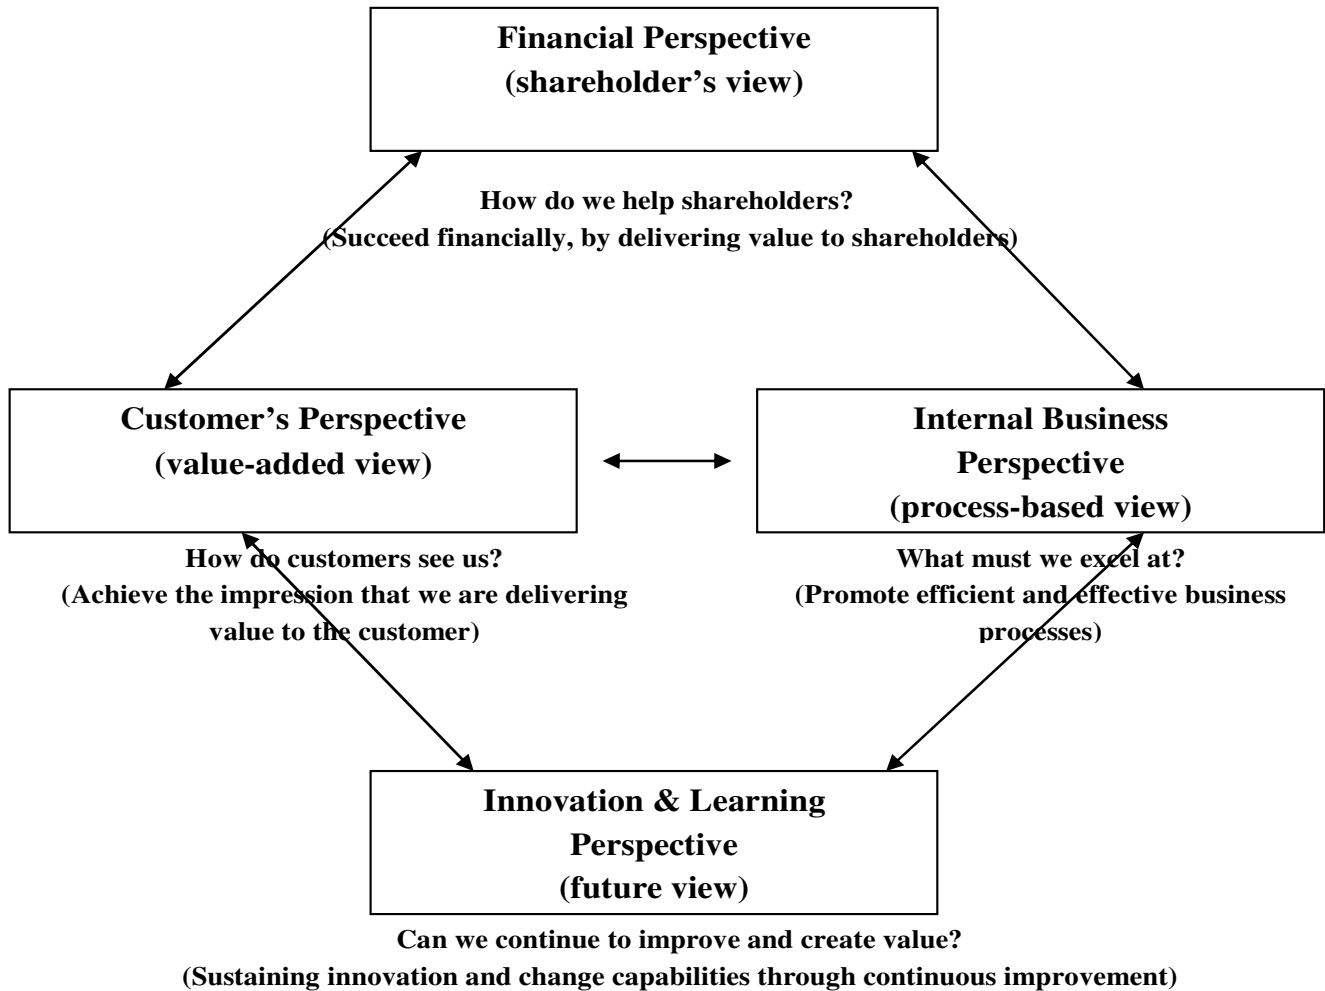 Financial Perspective
(shareholder’s view)
How do we help shareholders?
(Succeed financially, by delivering value to shareholders)
Customer’s Perspective
(value-added view)
Internal Business
Perspective
(process-based view)
How do customers see us?
(Achieve the impression that we are delivering
value to the customer)
What must we excel at?
(Promote efficient and effective business
processes)
Innovation & Learning
Perspective
(future view)
Can we continue to improve and create value?
(Sustaining innovation and change capabilities through continuous improvement)